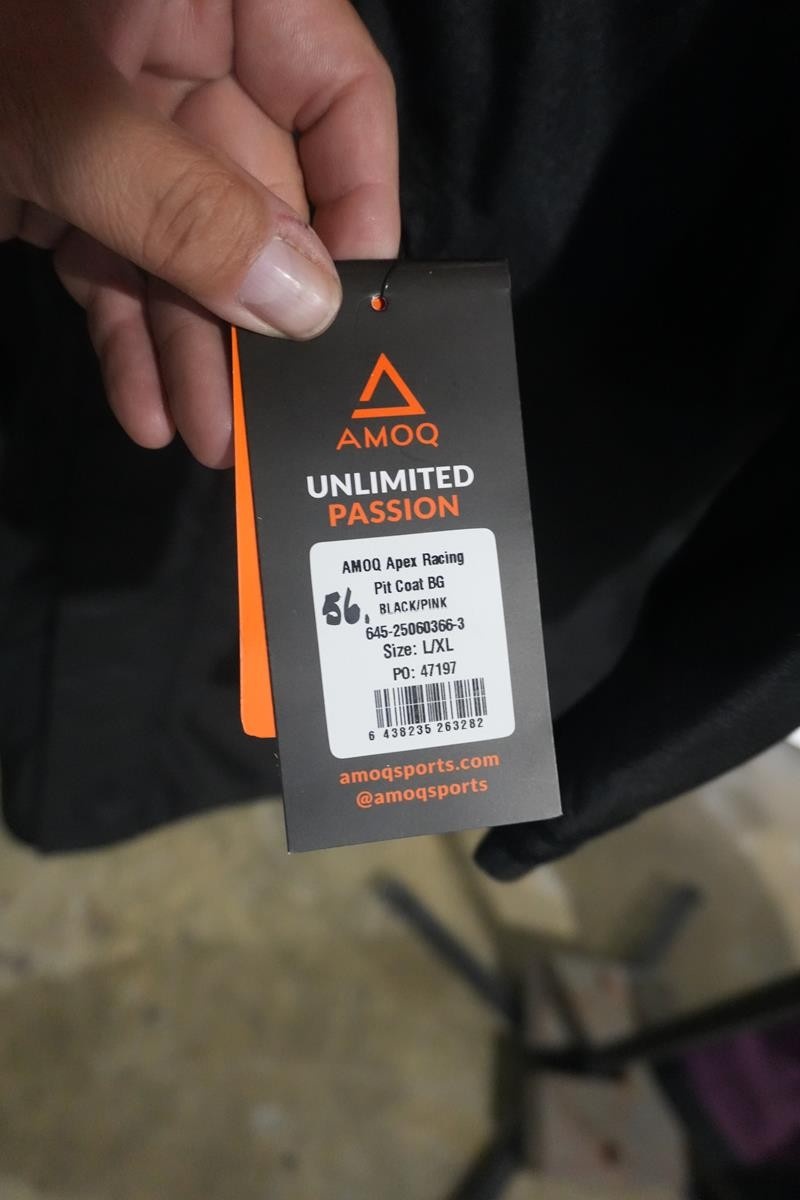 AMOQ
UNLIMITED
PASSION
AMOQ Apex Racing
Pit Coat BG
56. BLACK/PINK
645-25060366-3
Size: L/XL
PO: 47197
6 438235 263282
amoqsports.com
@amoqsports